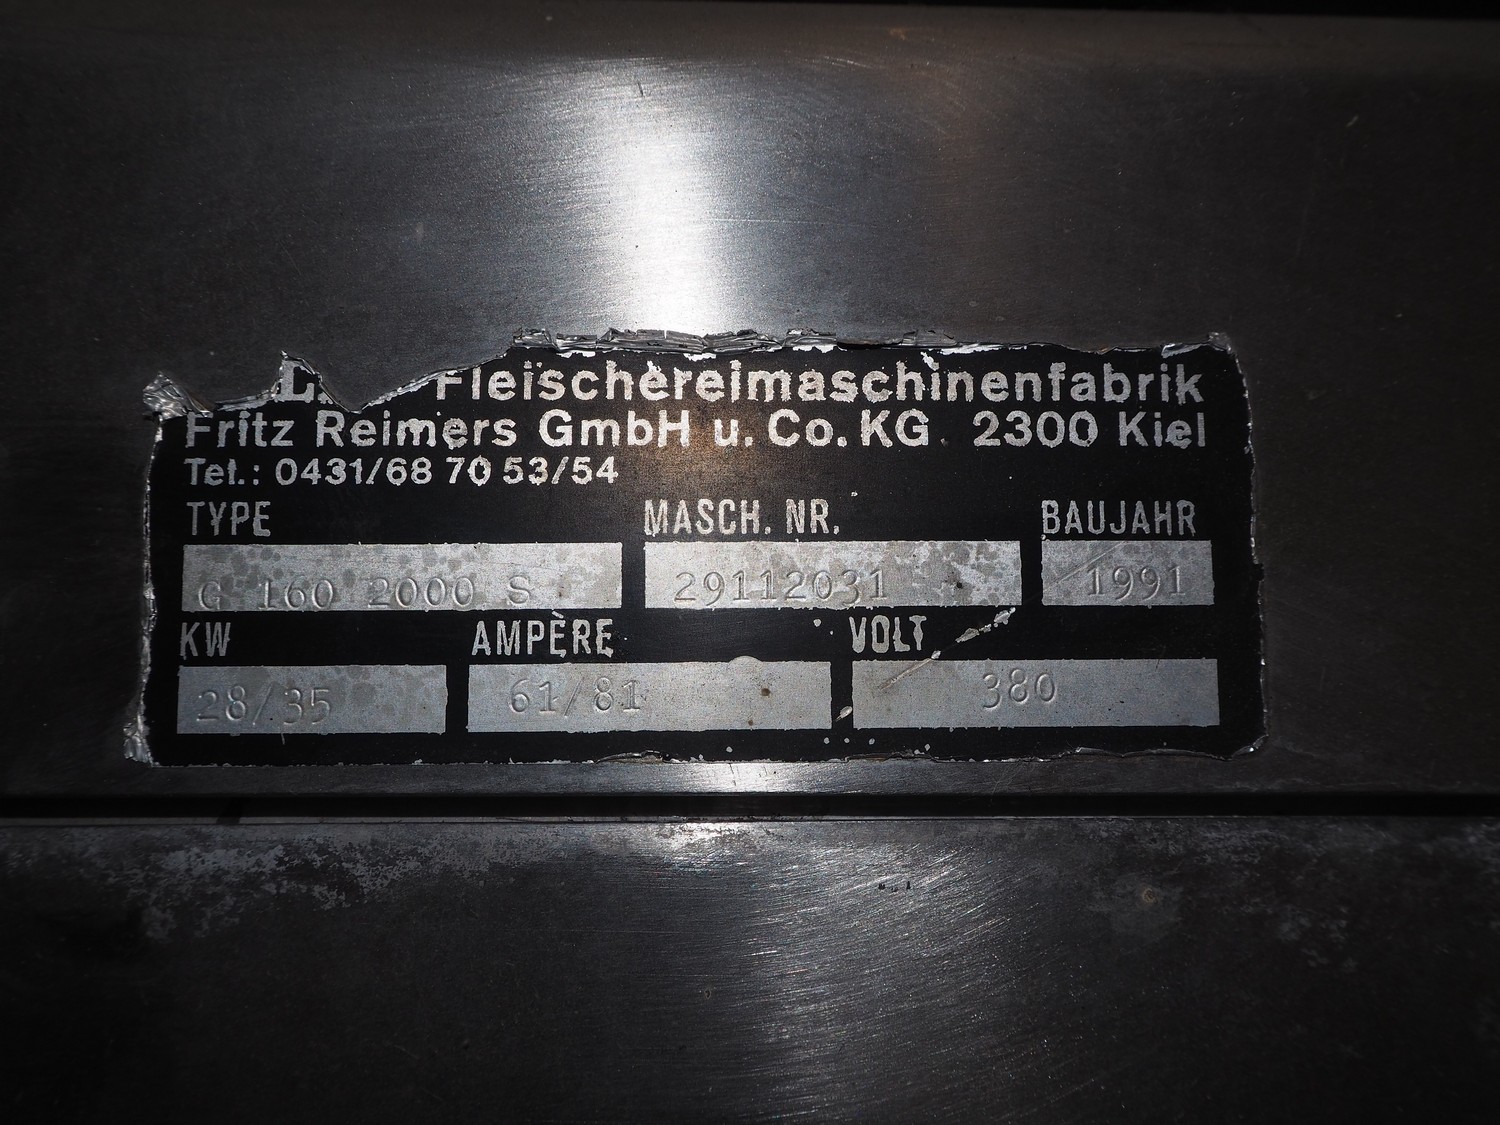 Fleischereimaschinenfabrik
Fritz Reimers GmbH u. Co. KG 2300 Kiel
Tel.: 0431/68 70 53/54
TYPE MASCH. NR. BAUJAHR
G 160 2000 S 29112031 1991
KW AMPÈRE VOLT
28/35 61/81 380